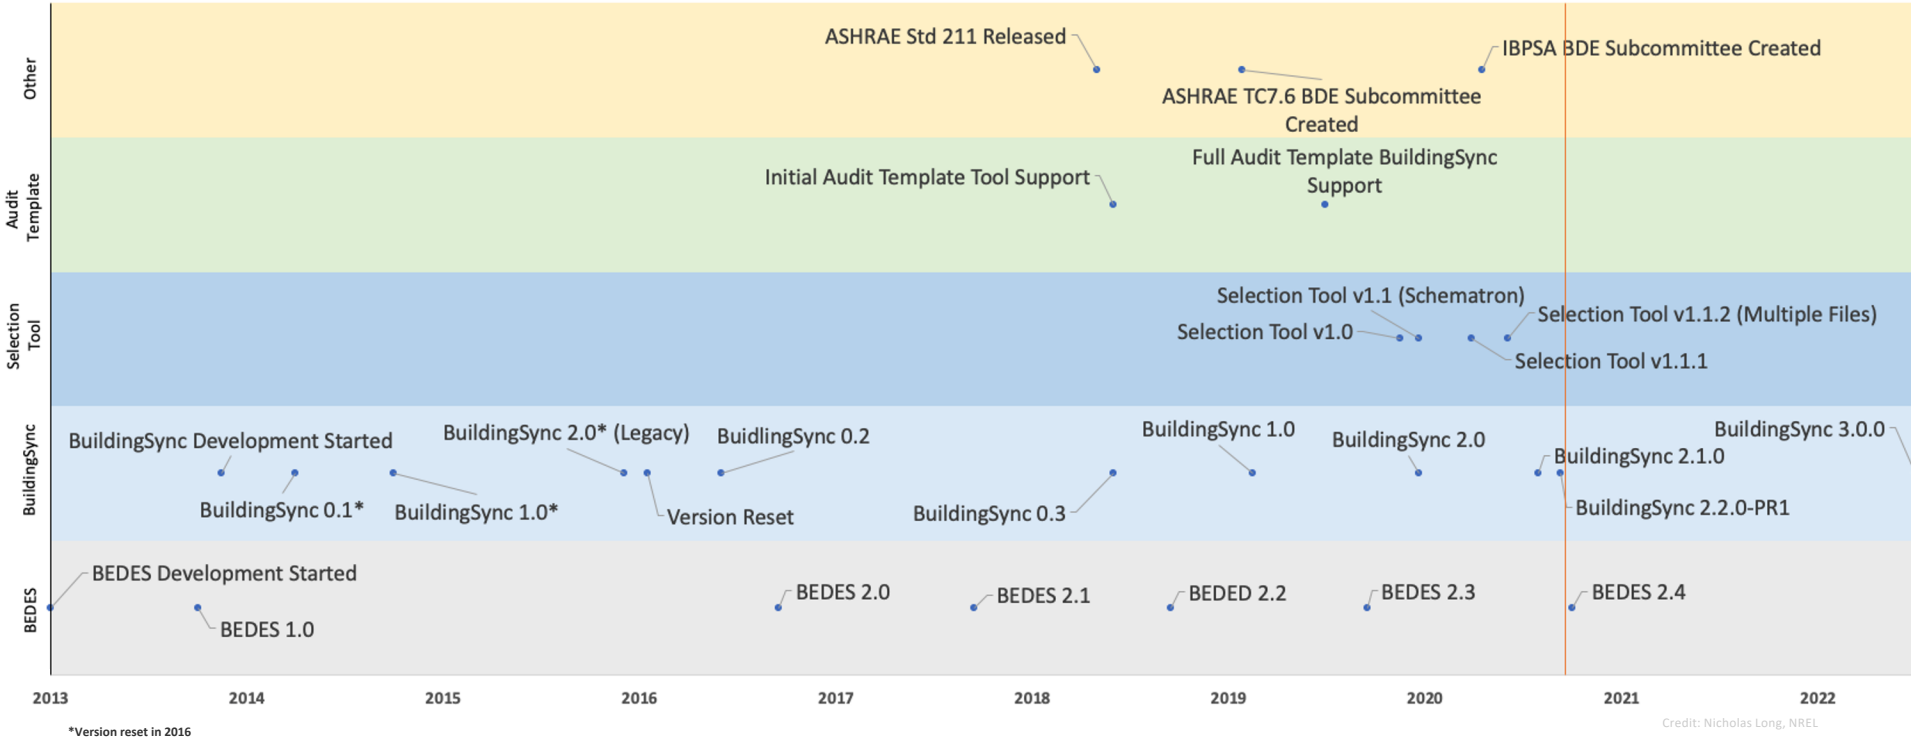 Other
ASHRAE Std 211 Released
IBPSA BDE Subcommittee Created
ASHRAE TC7.6 BDE Subcommittee
Created
Audit
Template
Full Audit Template BuildingSync
Support
Initial Audit Template Tool Support
Selection
Tool
Selection Tool v1.1 (Schematron)
Selection Tool v1.1.2 (Multiple Files)
Selection Tool v1.0
Selection Tool v1.1.1
BuildingSync
BuildingSync Development Started
BuildingSync 2.0* (Legacy)
BuidlingSync 0.2
BuildingSync 1.0
BuildingSync 2.0
BuildingSync 3.0.0
BuildingSync 2.1.0
BuildingSync 0.1*
BuildingSync 1.0*
Version Reset
BuildingSync 0.3
BuildingSync 2.2.0-PR1
BEDES
BEDES Development Started
BEDES 1.0
BEDES 2.0
BEDES 2.1
BEDED 2.2
BEDES 2.3
BEDES 2.4
2013 2014 2015 2016 2017 2018 2019 2020 2021 2022
*Version reset in 2016
Credit: Nicholas Long, NREL